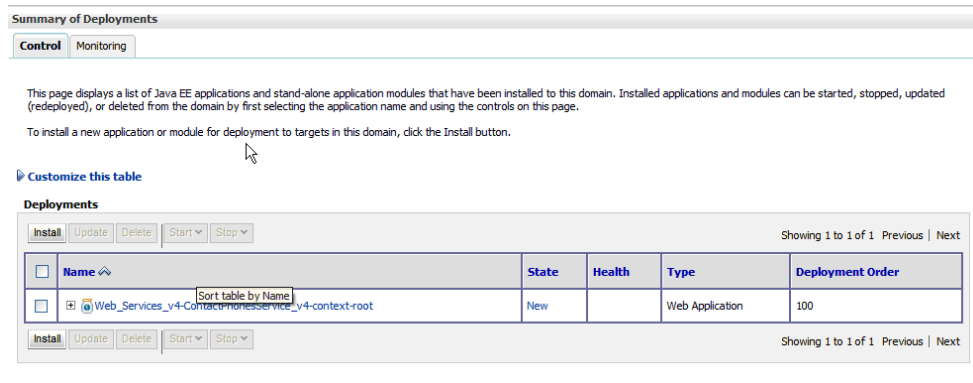 Summary of Deployments
Control Monitoring
This page displays a list of Java EE applications and stand-alone application modules that have been installed to this domain. Installed applications and modules can be started, stopped, updated
(redeployed), or deleted from the domain by first selecting the application name and using the controls on this page.
To install a new application or module for deployment to targets in this domain, click the Install button.
Customize this table
Deployments
Install Update Delete Start Stop Showing 1 to 1 of 1 Previous | Next
Name State Health Type Deployment Order
Sort table by Name
Web_Services_v4-ContactPhonesService_v4-context-root New Web Application 100
Install Update Delete Start Stop Showing 1 to 1 of 1 Previous | Next